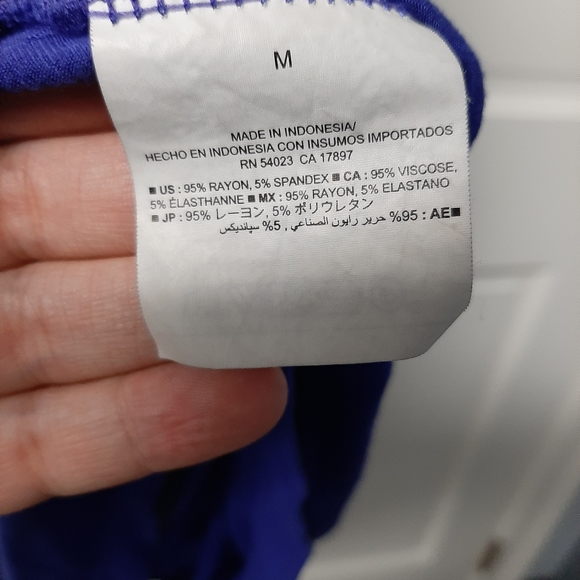 M
MADE IN INDONESIA/
HECHO EN INDONESIA CON INSUMOS IMPORTADOS
RN 54023 CA 17897
■ US : 95% RAYON, 5% SPANDEX ■ CA : 95% VISCOSE,
5% ÉLASTHANNE ■ MX : 95% RAYON, 5% ELASTANO
■ JP : 95% レーヨン, 5% ポリウレタン
■AE : 95% حرير رايون الصناعي , 5% سپانديكس